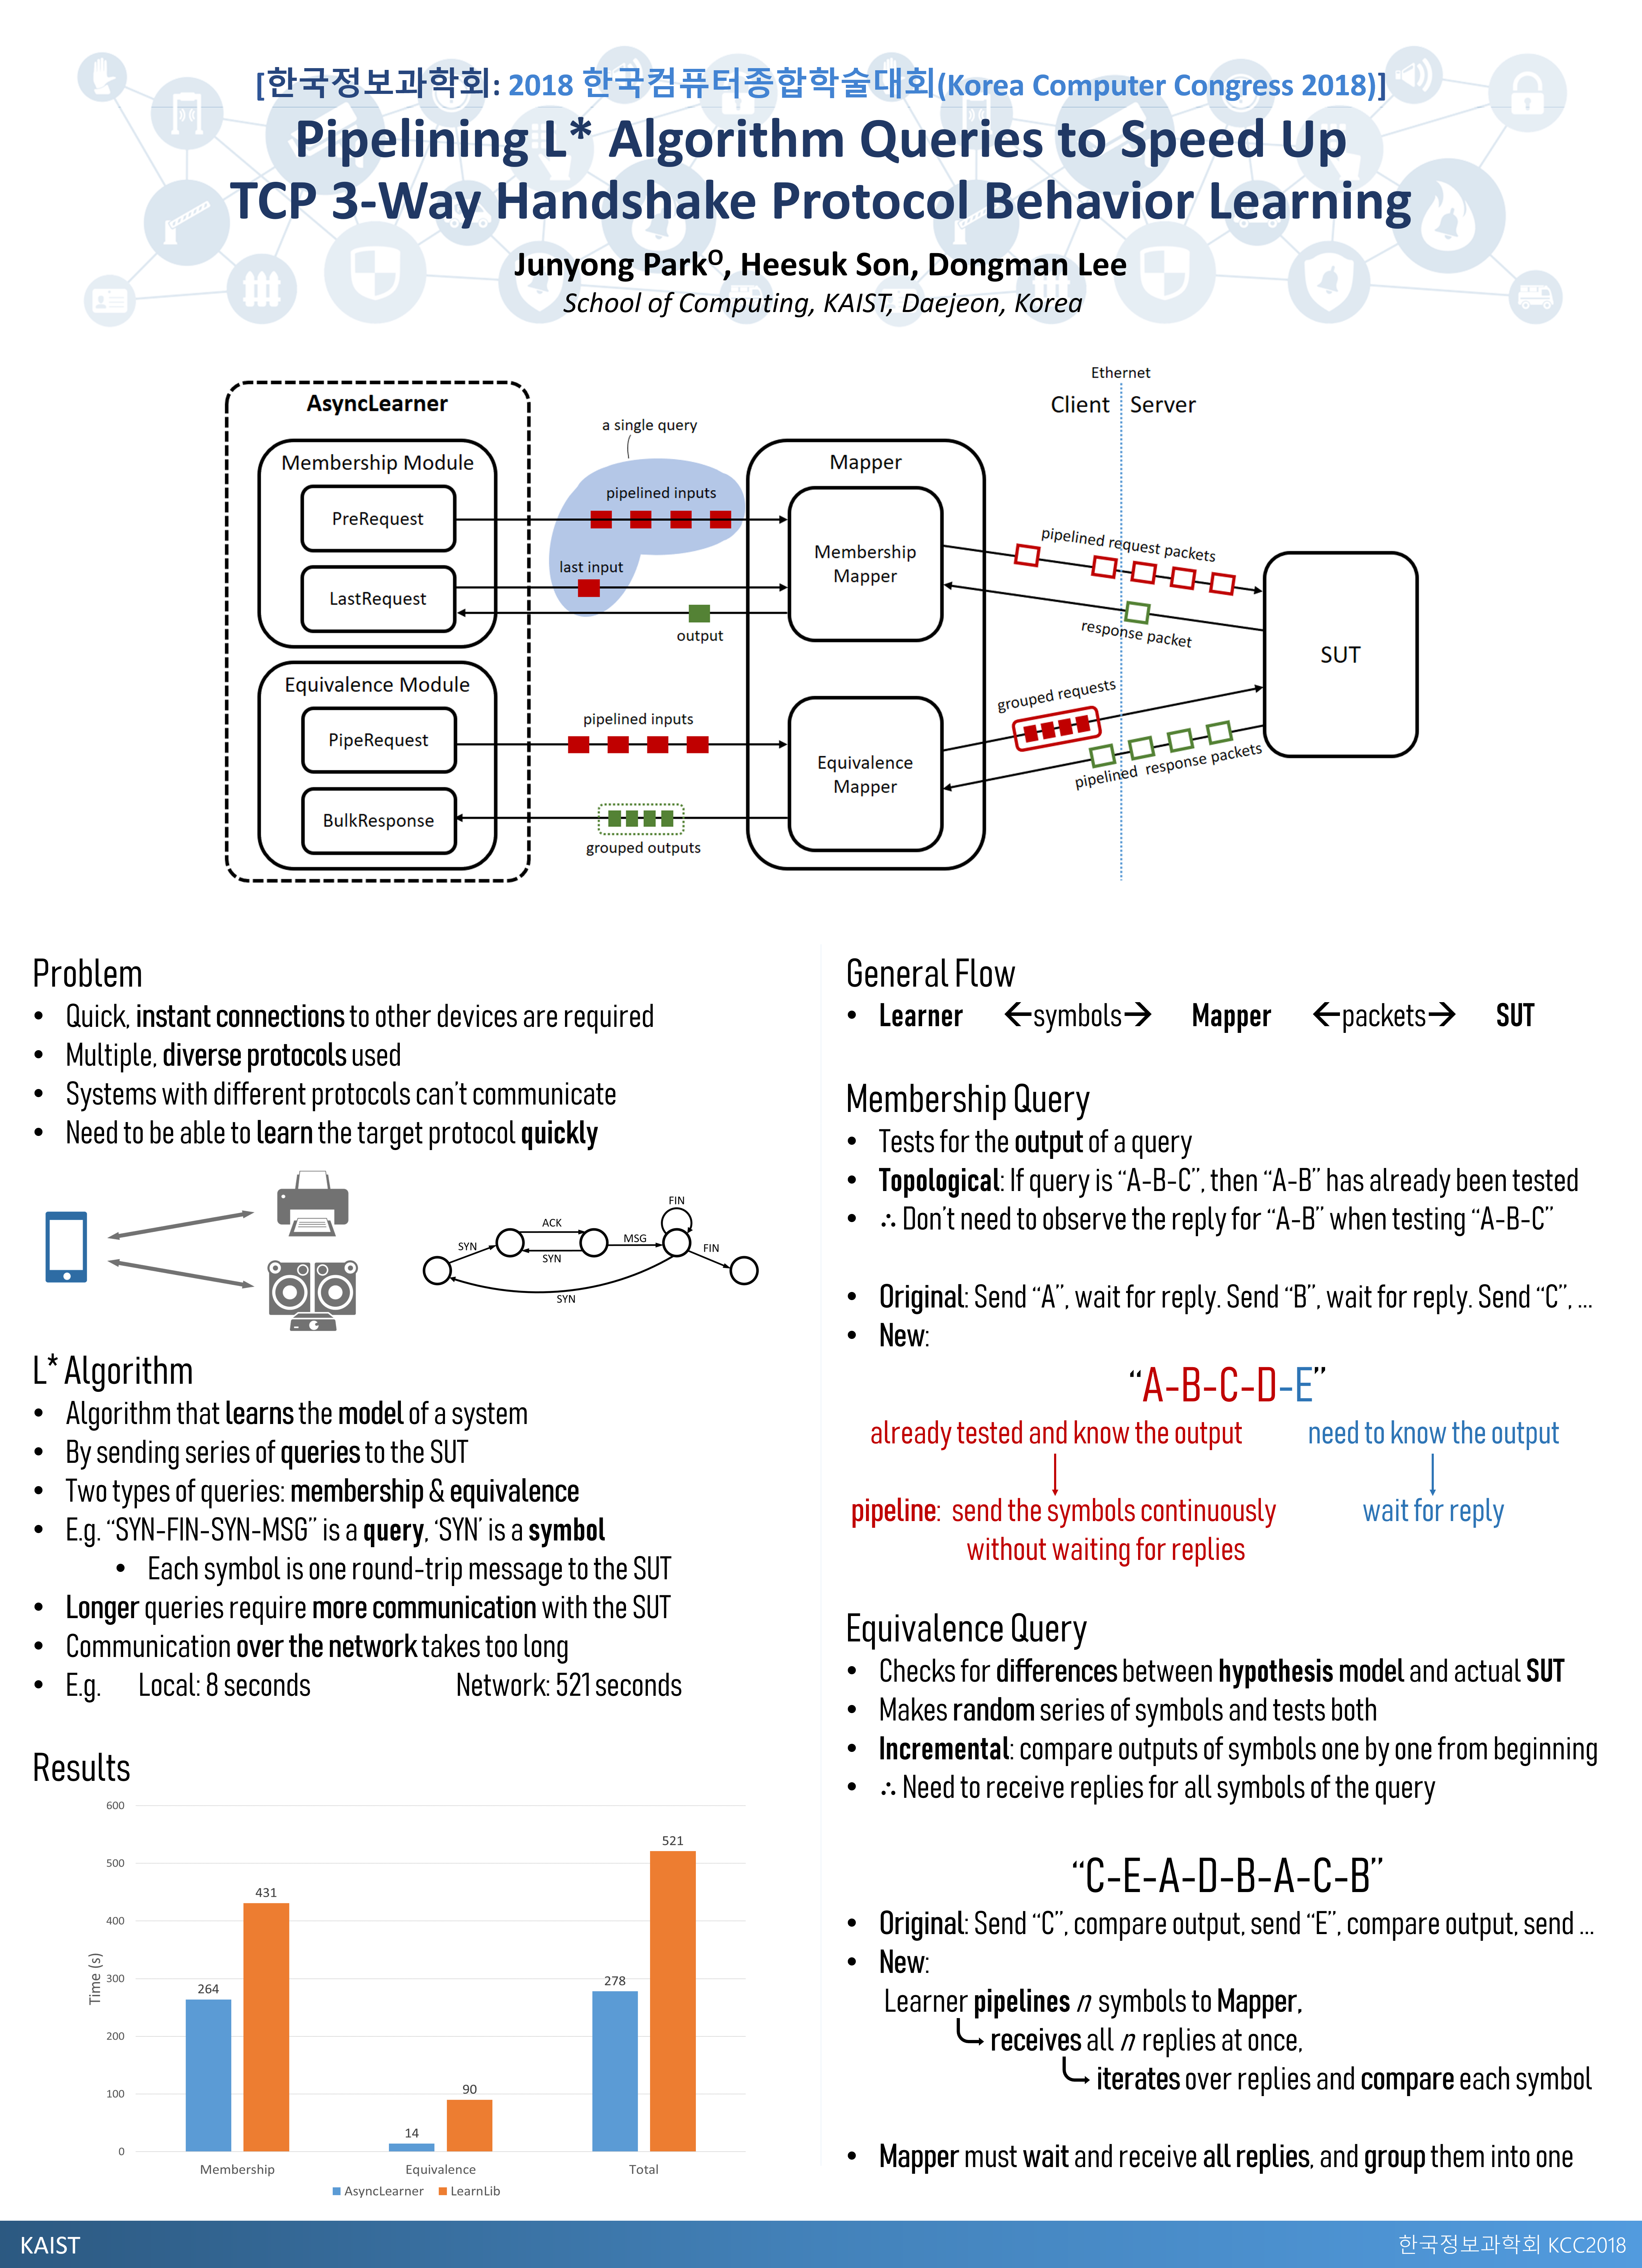 [한국정보과학회: 2018 한국컴퓨터종합학술대회(Korea Computer Congress 2018)]
Pipelining L* Algorithm Queries to Speed Up
TCP 3-Way Handshake Protocol Behavior Learning
Junyong Park^O, Heesuk Son, Dongman Lee
School of Computing, KAIST, Daejeon, Korea
AsyncLearner
Membership Module
PreRequest
LastRequest
Equivalence Module
PipeRequest
BulkResponse
a single query
pipelined inputs
last input
output
pipelined inputs
grouped outputs
Mapper
Membership
Mapper
Equivalence
Mapper
Ethernet
Client Server
pipelined request packets
response packet
grouped requests
pipelined response packets
SUT
Problem
• Quick, instant connections to other devices are required
• Multiple, diverse protocols used
• Systems with different protocols can't communicate
• Need to be able to learn the target protocol quickly
SYN
ACK
SYN
MSG
FIN
FIN
SYN
L* Algorithm
• Algorithm that learns the model of a system
• By sending series of queries to the SUT
• Two types of queries: membership & equivalence
• E.g. “SYN-FIN-SYN-MSG” is a query, ‘SYN’ is a symbol
• Each symbol is one round-trip message to the SUT
• Longer queries require more communication with the SUT
• Communication over the network takes too long
• E.g. Local: 8 seconds Network: 521 seconds
Results
600
500
400
300
200
100
0
Time (s)
264
431
14
90
278
521
Membership Equivalence Total
AsyncLearner LearnLib
General Flow
• Learner ←symbols→ Mapper ←packets→ SUT
Membership Query
• Tests for the output of a query
• Topological: If query is “A-B-C”, then “A-B” has already been tested
• ∴ Don't need to observe the reply for “A-B” when testing “A-B-C”
• Original: Send “A”, wait for reply. Send “B”, wait for reply. Send “C”, ...
• New:
“A-B-C-D-E”
already tested and know the output need to know the output
pipeline: send the symbols continuously wait for reply
without waiting for replies
Equivalence Query
• Checks for differences between hypothesis model and actual SUT
• Makes random series of symbols and tests both
• Incremental: compare outputs of symbols one by one from beginning
• ∴ Need to receive replies for all symbols of the query
“C-E-A-D-B-A-C-B”
• Original: Send “C”, compare output, send “E”, compare output, send ...
• New:
Learner pipelines n symbols to Mapper,
receives all n replies at once,
iterates over replies and compare each symbol
• Mapper must wait and receive all replies, and group them into one
KAIST
한국정보과학회 KCC2018